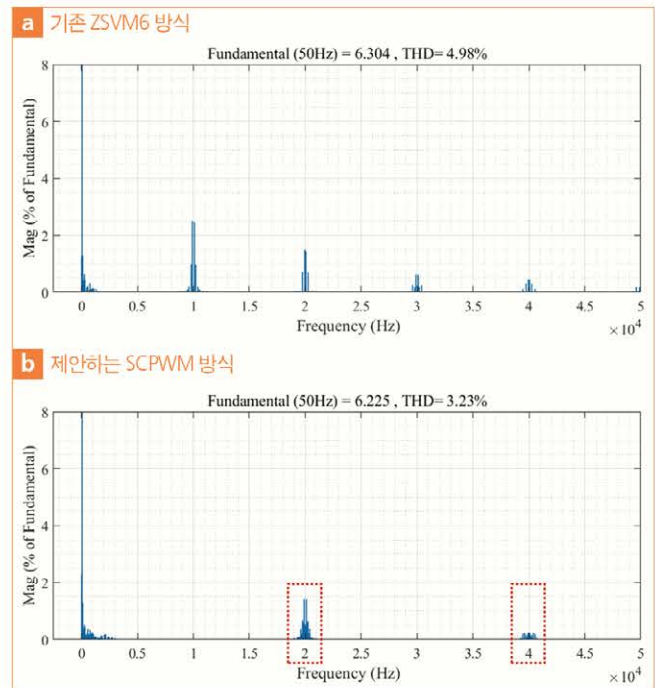 a 기존 ZSVM6 방식
Fundamental (50Hz) = 6.304 , THD= 4.98%
8
6
4
2
0
Mag (% of Fundamental)
0 0.5 1 1.5 2 2.5 3 3.5 4 4.5 5
Frequency (Hz)
×10⁴
b 제안하는 SCPWM 방식
Fundamental (50Hz) = 6.225 , THD= 3.23%
8
6
4
2
0
Mag (% of Fundamental)
0 0.5 1 1.5 2 2.5 3 3.5 4 4.5 5
Frequency (Hz)
×10⁴